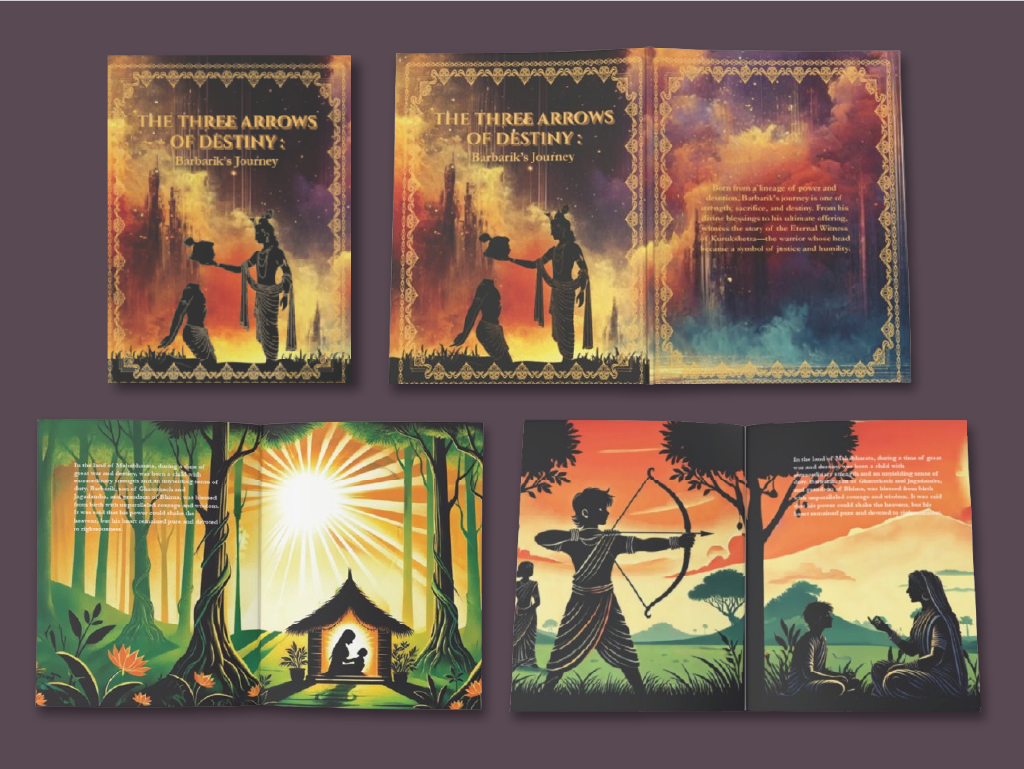 THE THREE ARROWS
OF DESTINY :
Barbarik's Journey
THE THREE ARROWS
OF DESTINY :
Barbarik's Journey
Born from a lineage of power and
devotion, Barbarik's journey is one of
strength, sacrifice, and destiny. From his
divine blessings to his ultimate offering,
witness the story of the Eternal Witness
of Kurukshetra—the warrior whose head
became a symbol of justice and humility.
In the land of Mahabharata, during a time of
great war and destiny, was born a child with
extraordinary strength and an unyielding sense of
duty. Barbarik, son of Ghatotkacha and
and grandson of Bhima, was blessed
from birth with unparalleled courage and wisdom.
It was said that his power could shake the
heavens, but his heart remained pure and devoted
to righteousness.
In the land of Mahabharata, during a time of great
war and destiny, was born a child with
extraordinary strength and an unyielding sense of
duty. Barbarik, son of Ghatotkacha and
and grandson of Bhima, was blessed from birth
with unparalleled courage and wisdom. It was said
that his power could shake the heavens, but his
heart remained pure and devoted to righteousness.